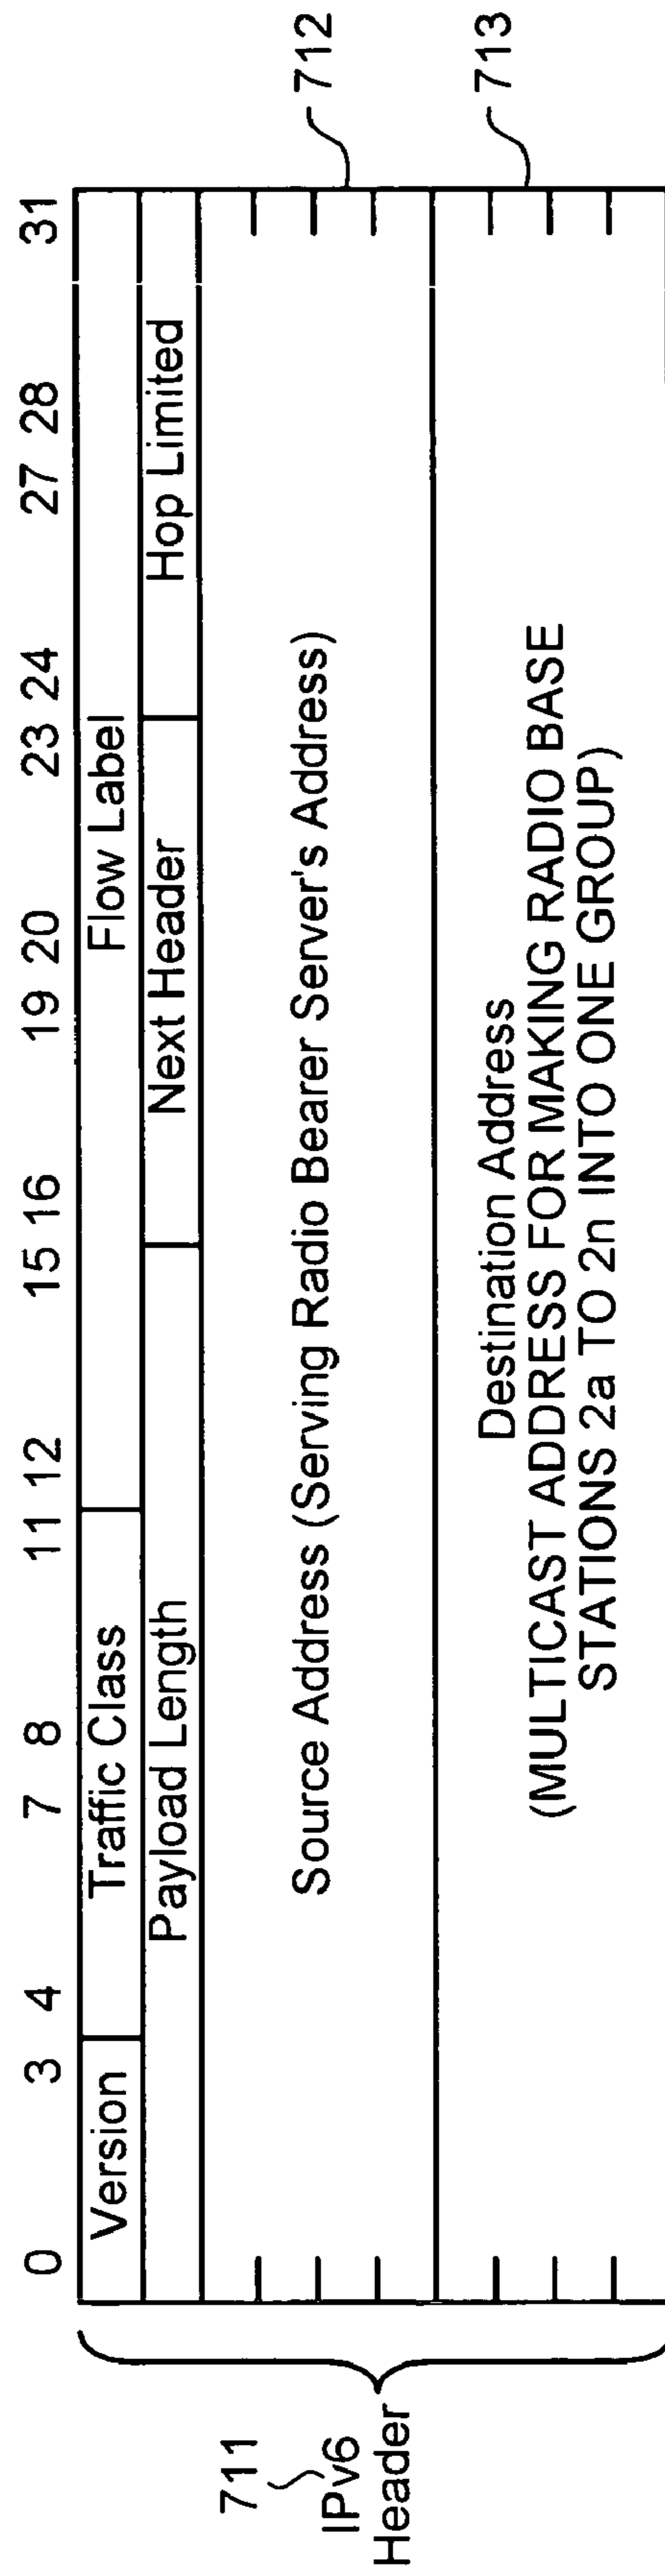 0 3 4 7 8 11 12 15 16 19 20 23 24 27 28 31
Version Traffic Class Flow Label
Payload Length Next Header Hop Limited
711
IPv6
Header
Source Address (Serving Radio Bearer Server's Address)
712
Destination Address
(MULTICAST ADDRESS FOR MAKING RADIO BASE
STATIONS 2a TO 2n INTO ONE GROUP)
713